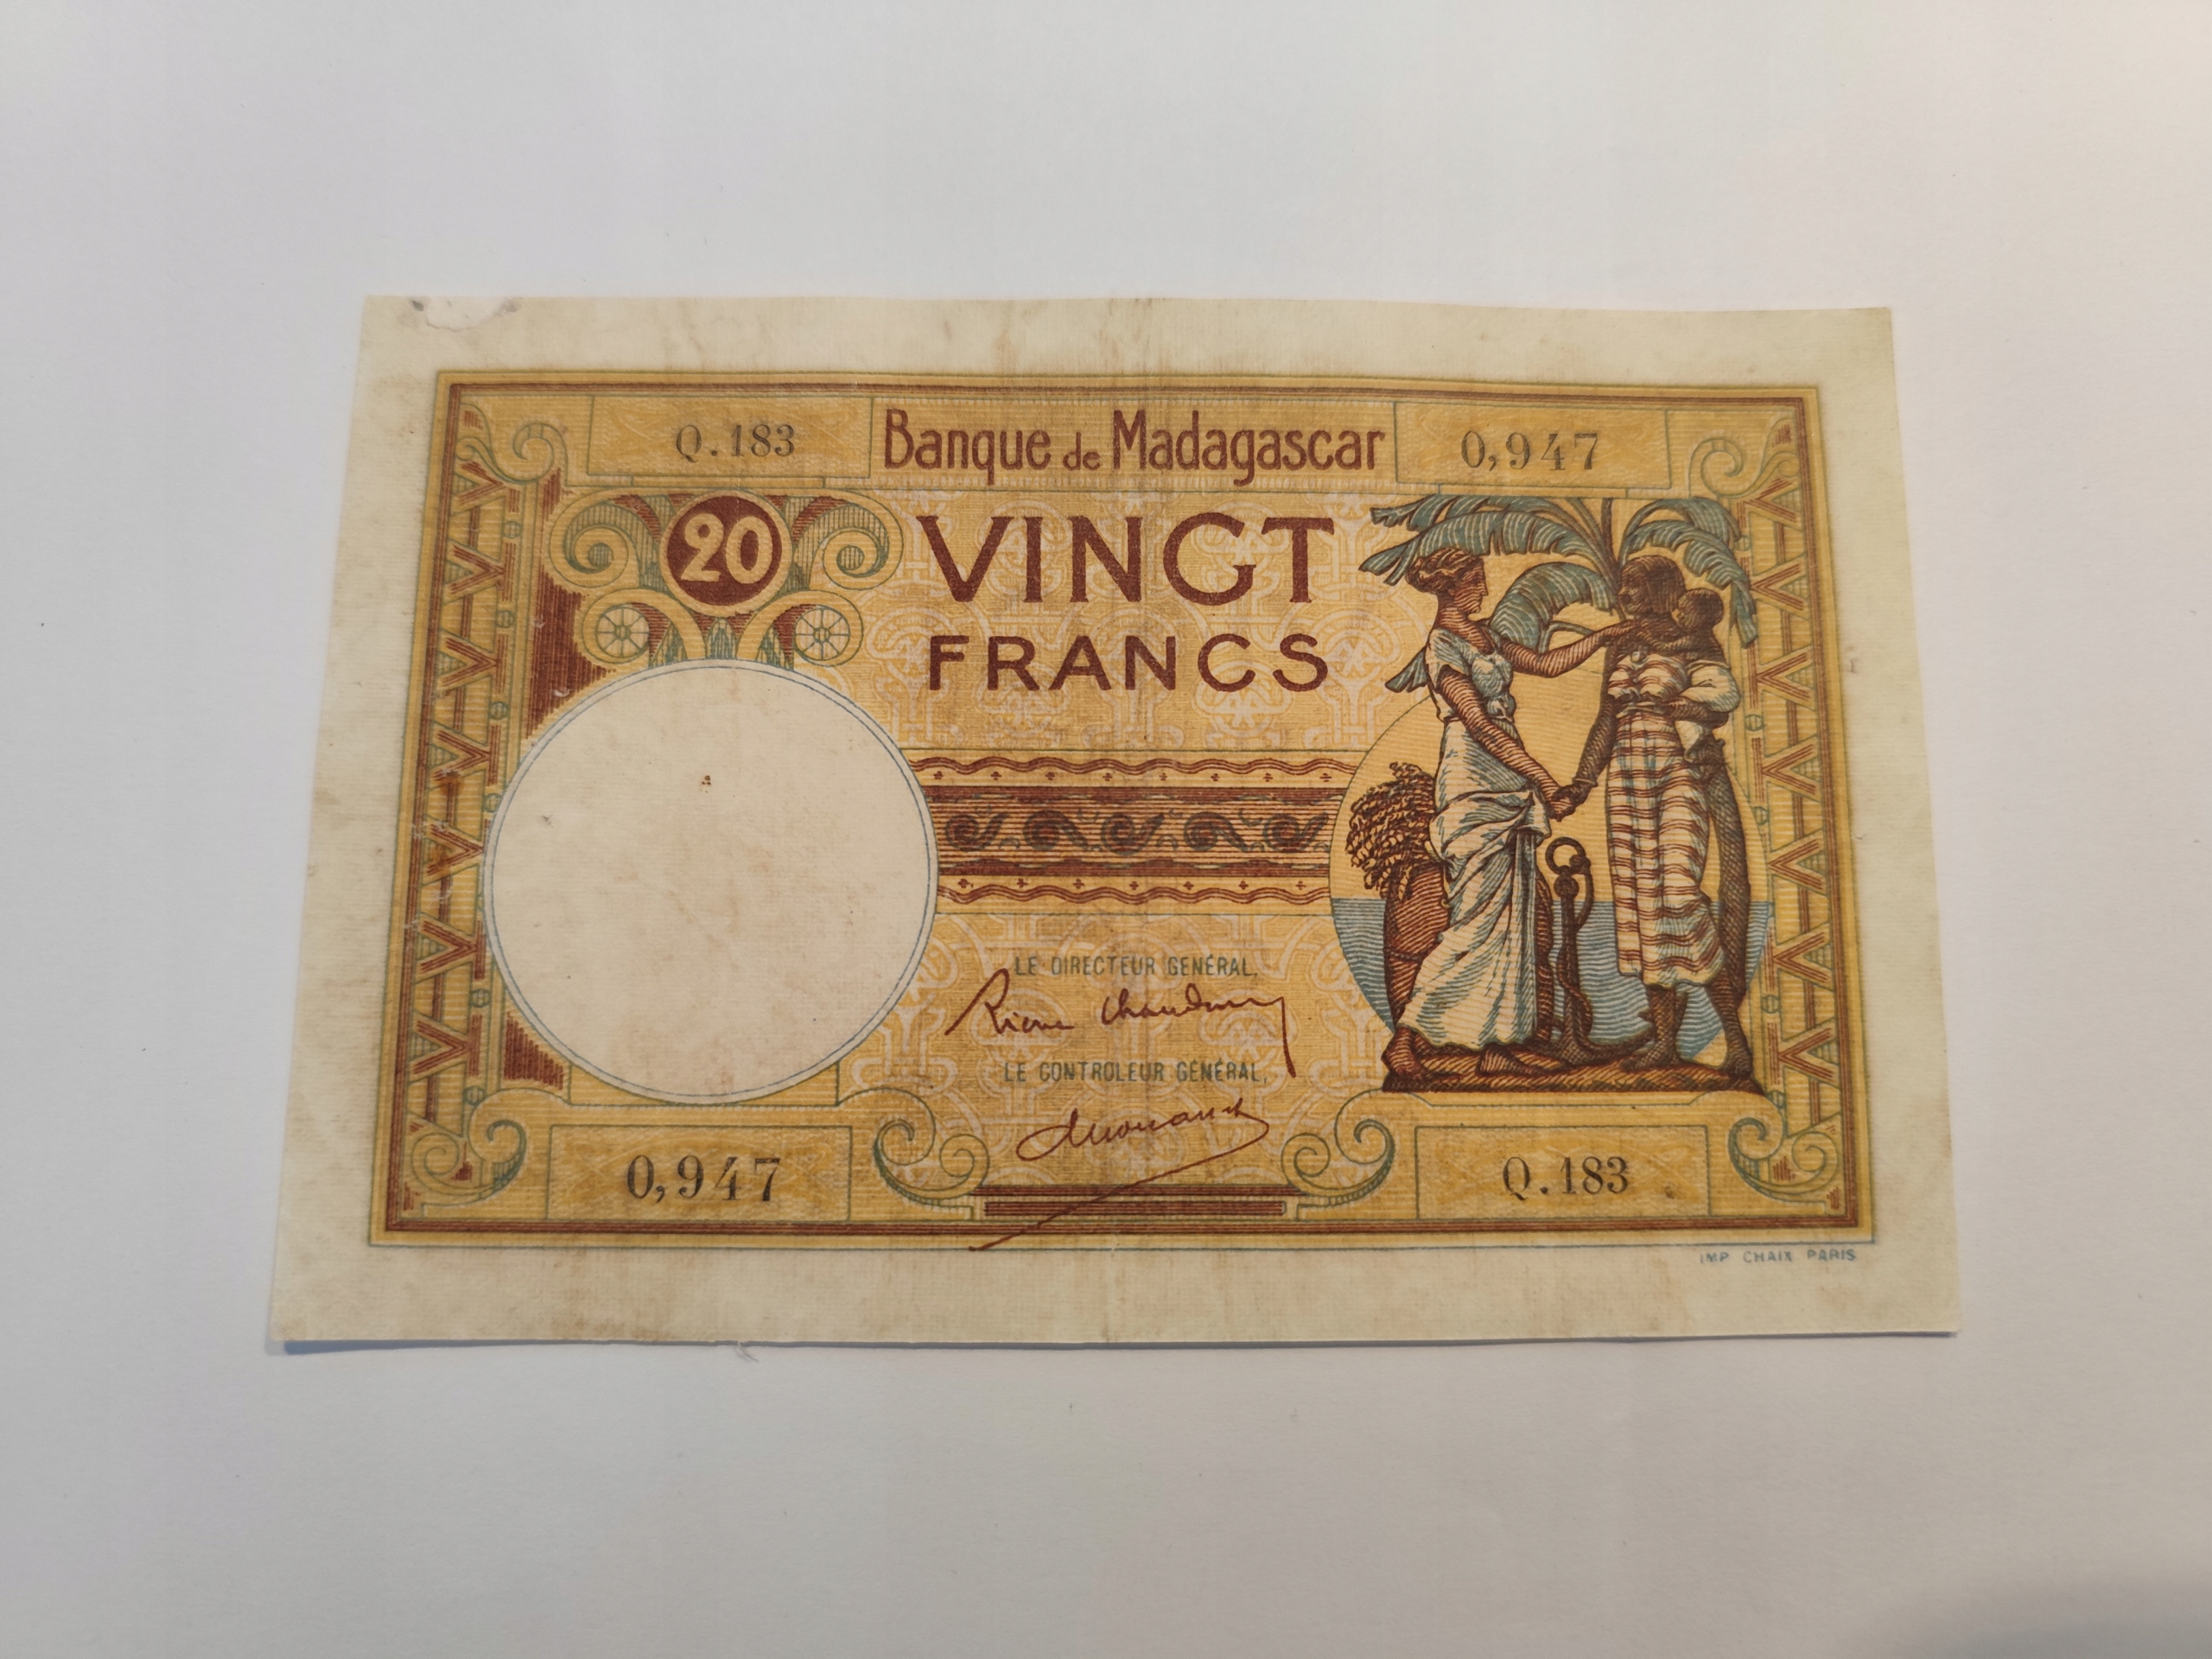 Q.183
Banque de Madagascar
0,947
20
VINGT
FRANCS
LE DIRECTEUR GÉNÉRAL,
LE CONTROLEUR GÉNÉRAL,
0,947
Q.183
IMP CHAIX PARIS